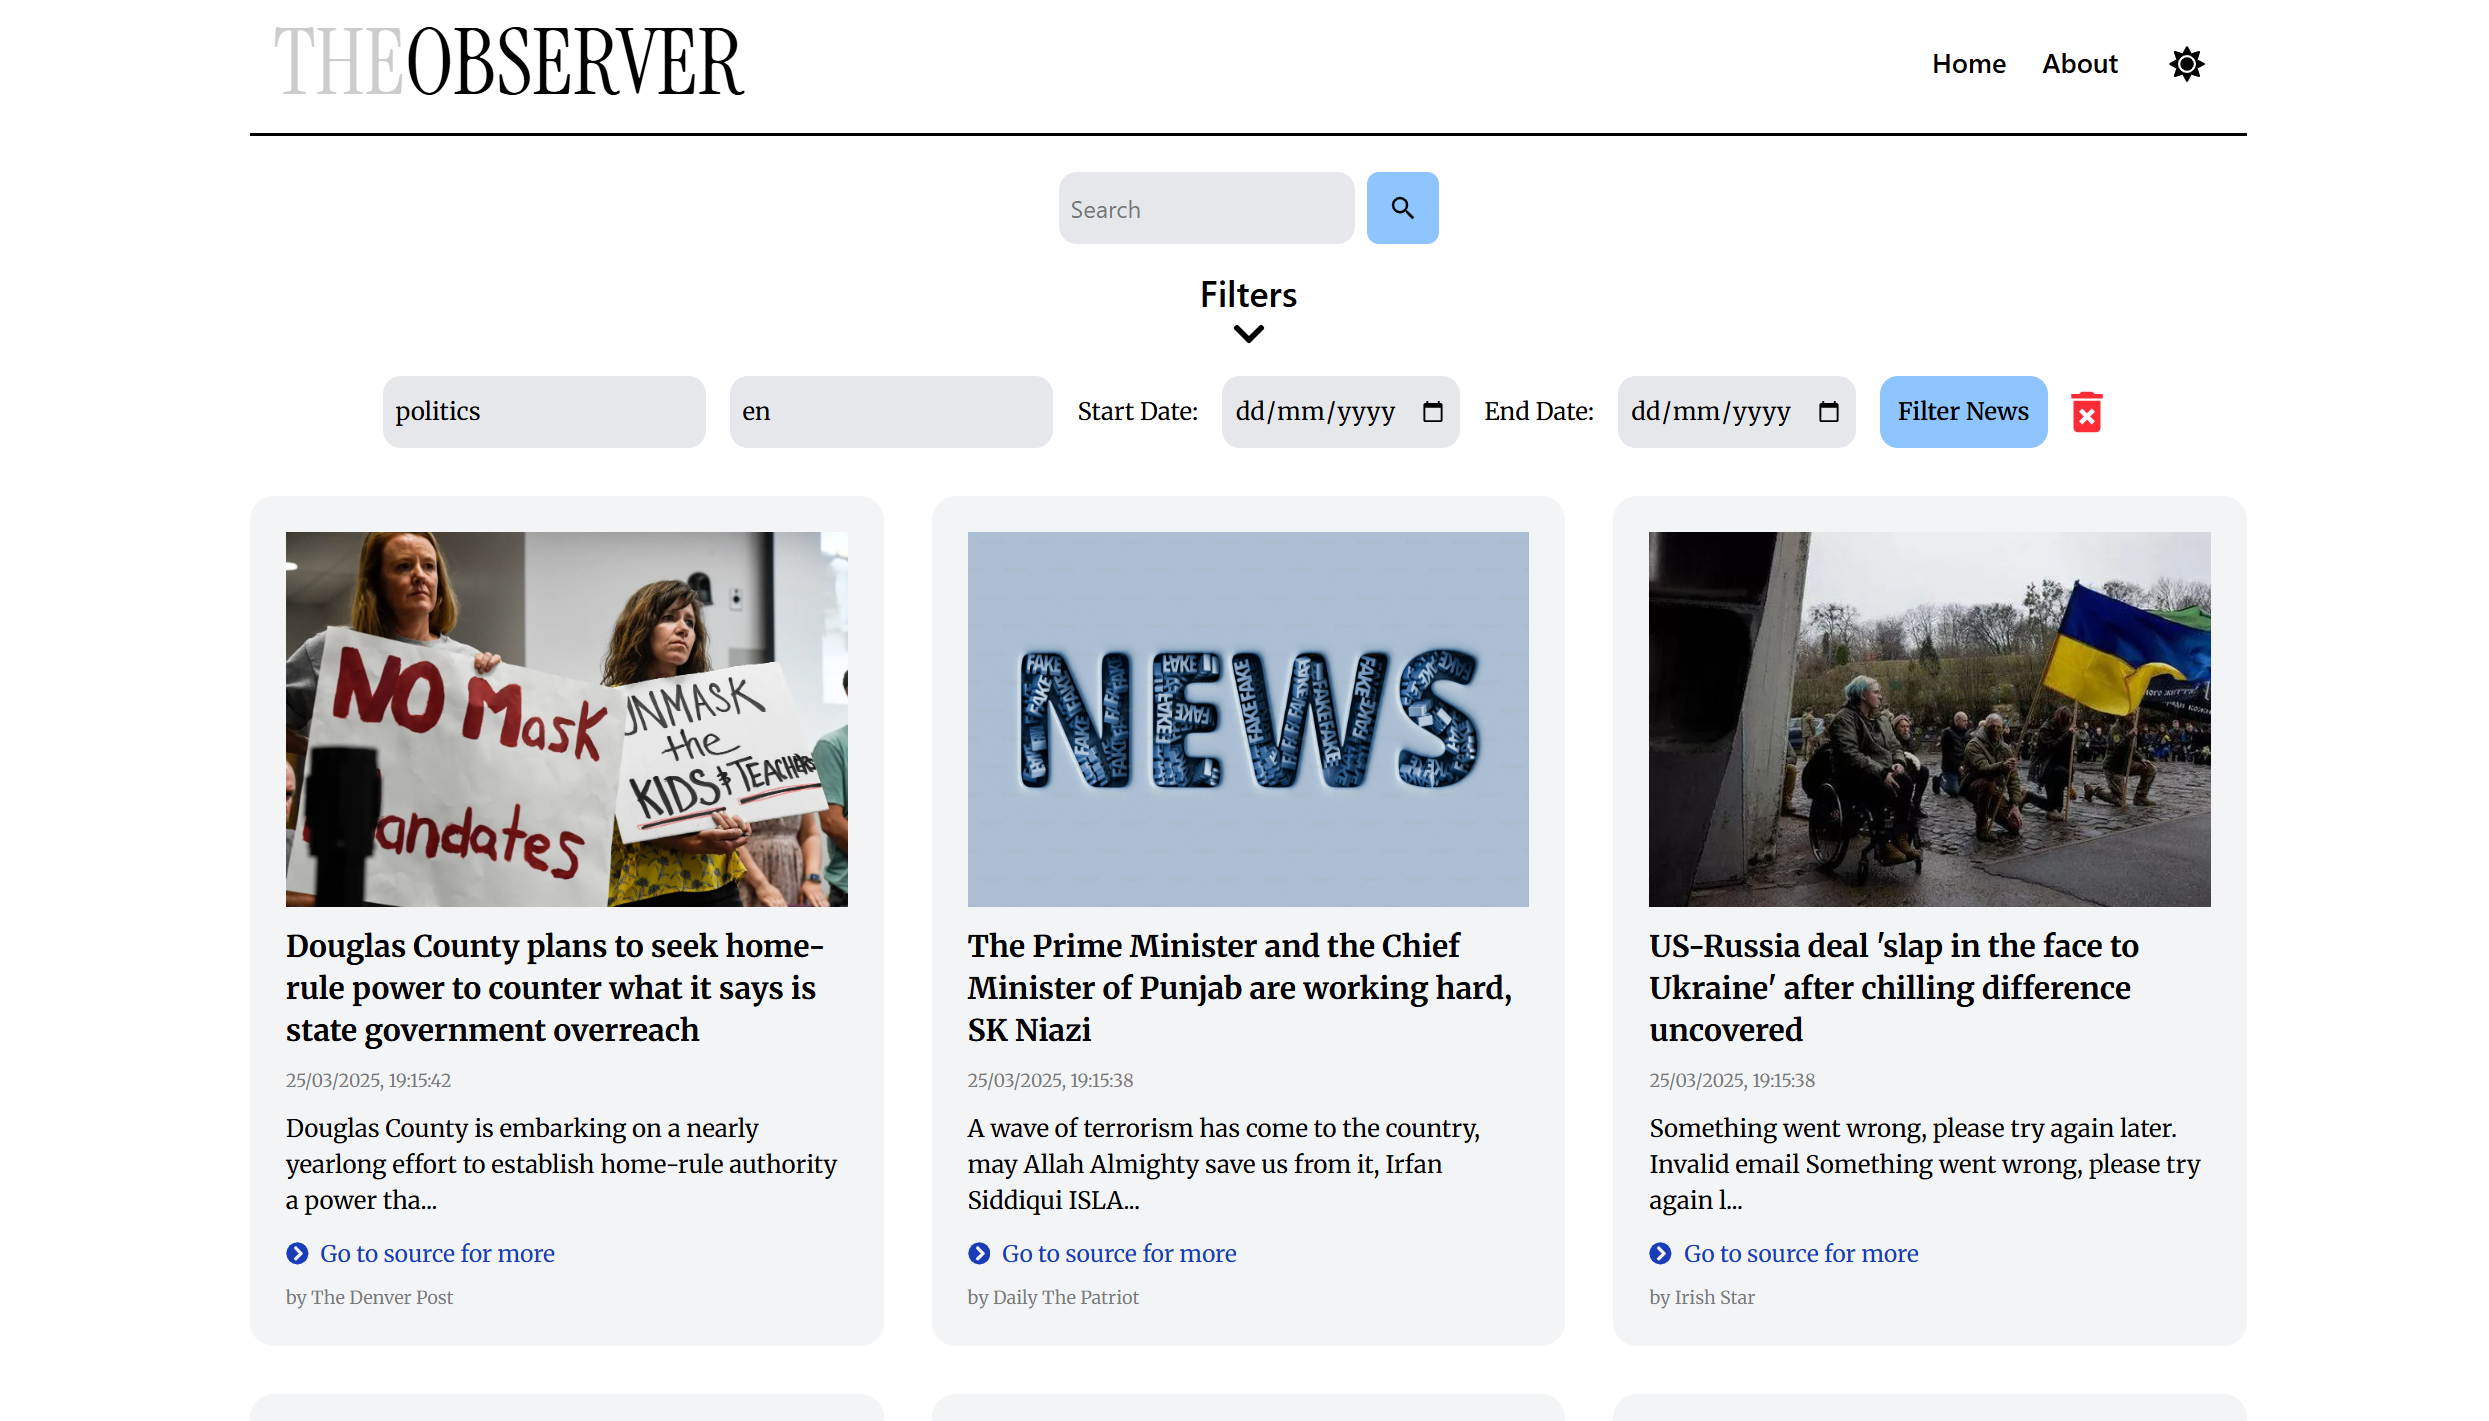 THEOBSERVER
Home About
Search
Filters
politics en Start Date: dd/mm/yyyy End Date: dd/mm/yyyy Filter News
NO Mask
andates
UNMASK
the
KIDS & TEACHERS
NEWS
Douglas County plans to seek home-
rule power to counter what it says is
state government overreach
25/03/2025, 19:15:42
Douglas County is embarking on a nearly
yearlong effort to establish home-rule authority
a power tha...
Go to source for more
by The Denver Post
The Prime Minister and the Chief
Minister of Punjab are working hard,
SK Niazi
25/03/2025, 19:15:38
A wave of terrorism has come to the country,
may Allah Almighty save us from it, Irfan
Siddiqui ISLA...
Go to source for more
by Daily The Patriot
US-Russia deal 'slap in the face to
Ukraine' after chilling difference
uncovered
25/03/2025, 19:15:38
Something went wrong, please try again later.
Invalid email Something went wrong, please try
again l...
Go to source for more
by Irish Star